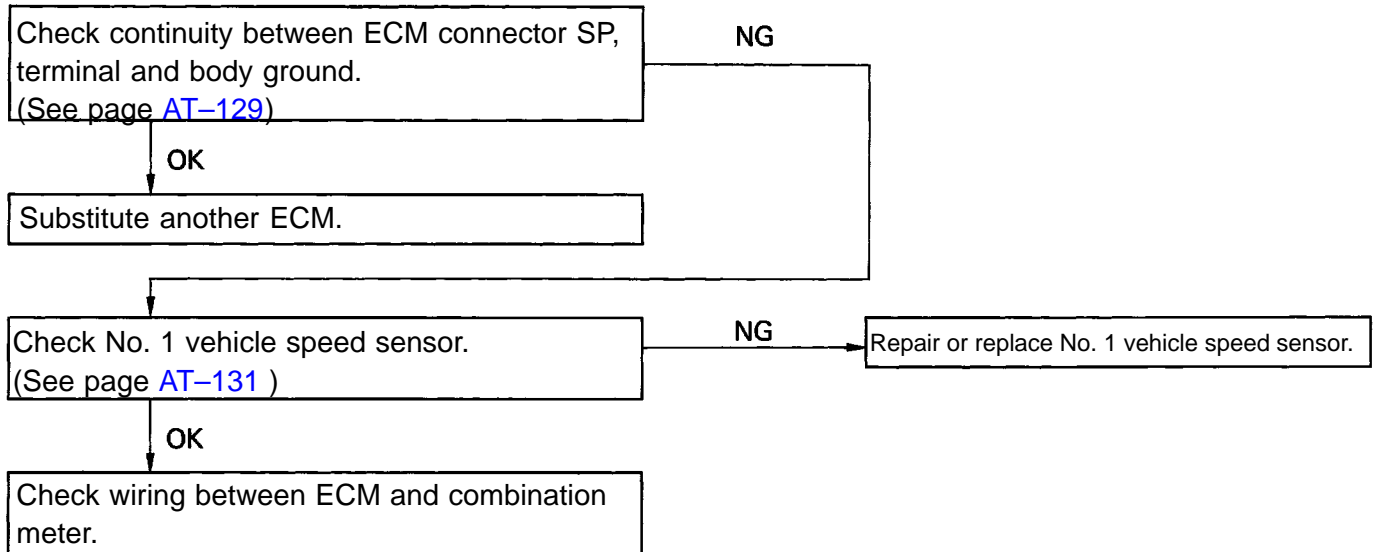 Check continuity between ECM connector SP,
terminal and body ground.
(See page AT–129)
NG
OK
Substitute another ECM.
Check No. 1 vehicle speed sensor.
(See page AT–131 )
NG
Repair or replace No. 1 vehicle speed sensor.
OK
Check wiring between ECM and combination
meter.